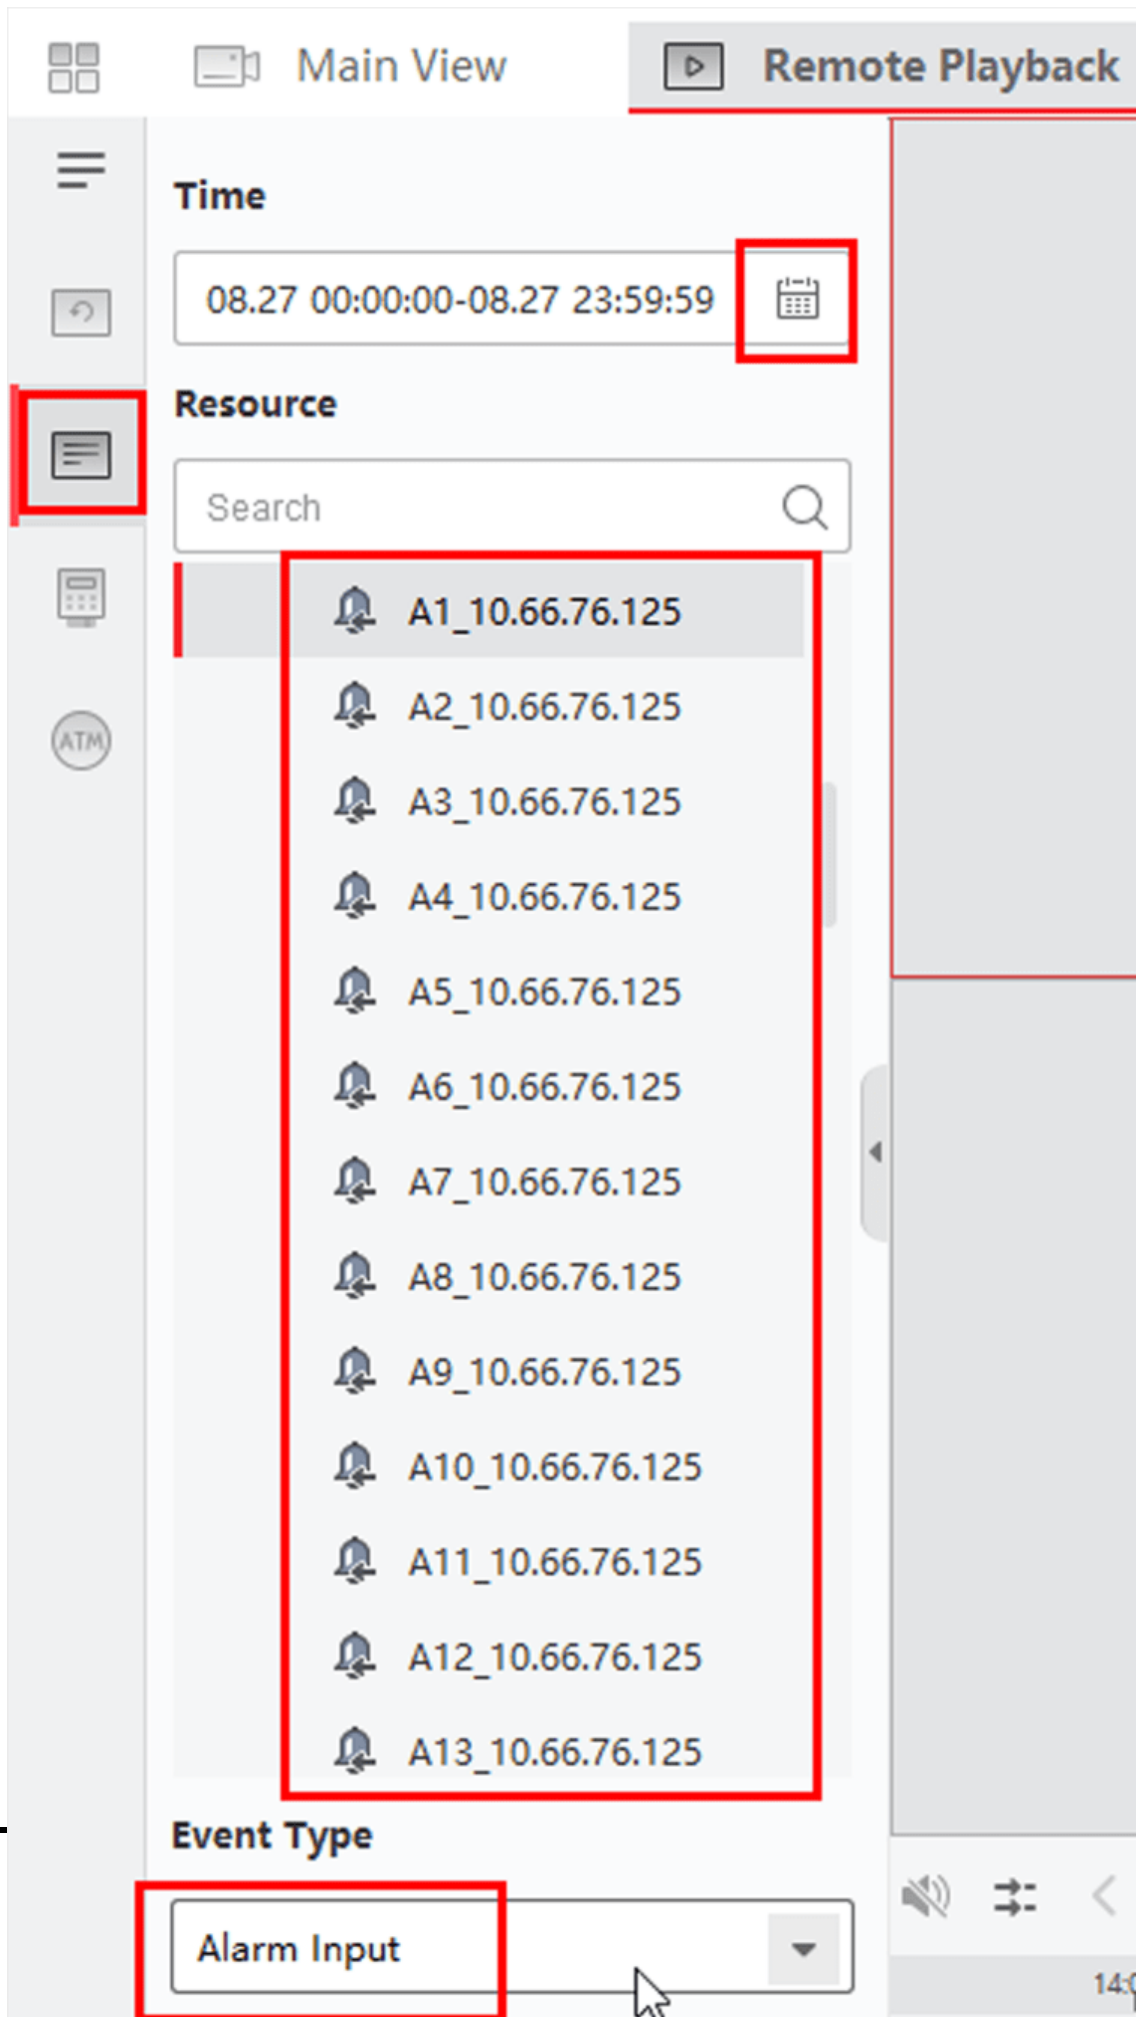 Main View
Remote Playback
Time
08.27 00:00:00-08.27 23:59:59
Resource
Search
A1_10.66.76.125
A2_10.66.76.125
A3_10.66.76.125
A4_10.66.76.125
A5_10.66.76.125
A6_10.66.76.125
A7_10.66.76.125
A8_10.66.76.125
A9_10.66.76.125
A10_10.66.76.125
A11_10.66.76.125
A12_10.66.76.125
A13_10.66.76.125
ATM
Event Type
Alarm Input